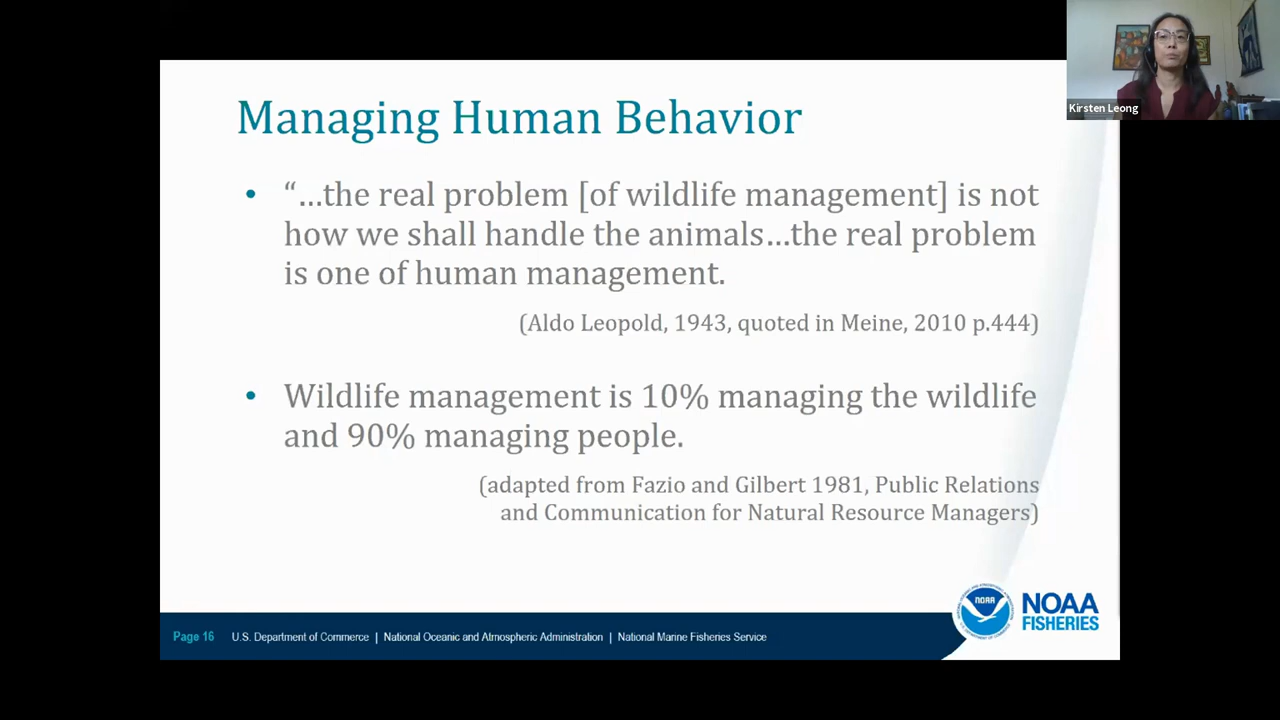 Kirsten Leong
Managing Human Behavior
• “…the real problem [of wildlife management] is not
how we shall handle the animals…the real problem
is one of human management.
(Aldo Leopold, 1943, quoted in Meine, 2010 p.444)
• Wildlife management is 10% managing the wildlife
and 90% managing people.
(adapted from Fazio and Gilbert 1981, Public Relations
and Communication for Natural Resource Managers)
NOAA
NOAA
FISHERIES
Page 16 U.S. Department of Commerce | National Oceanic and Atmospheric Administration | National Marine Fisheries Service